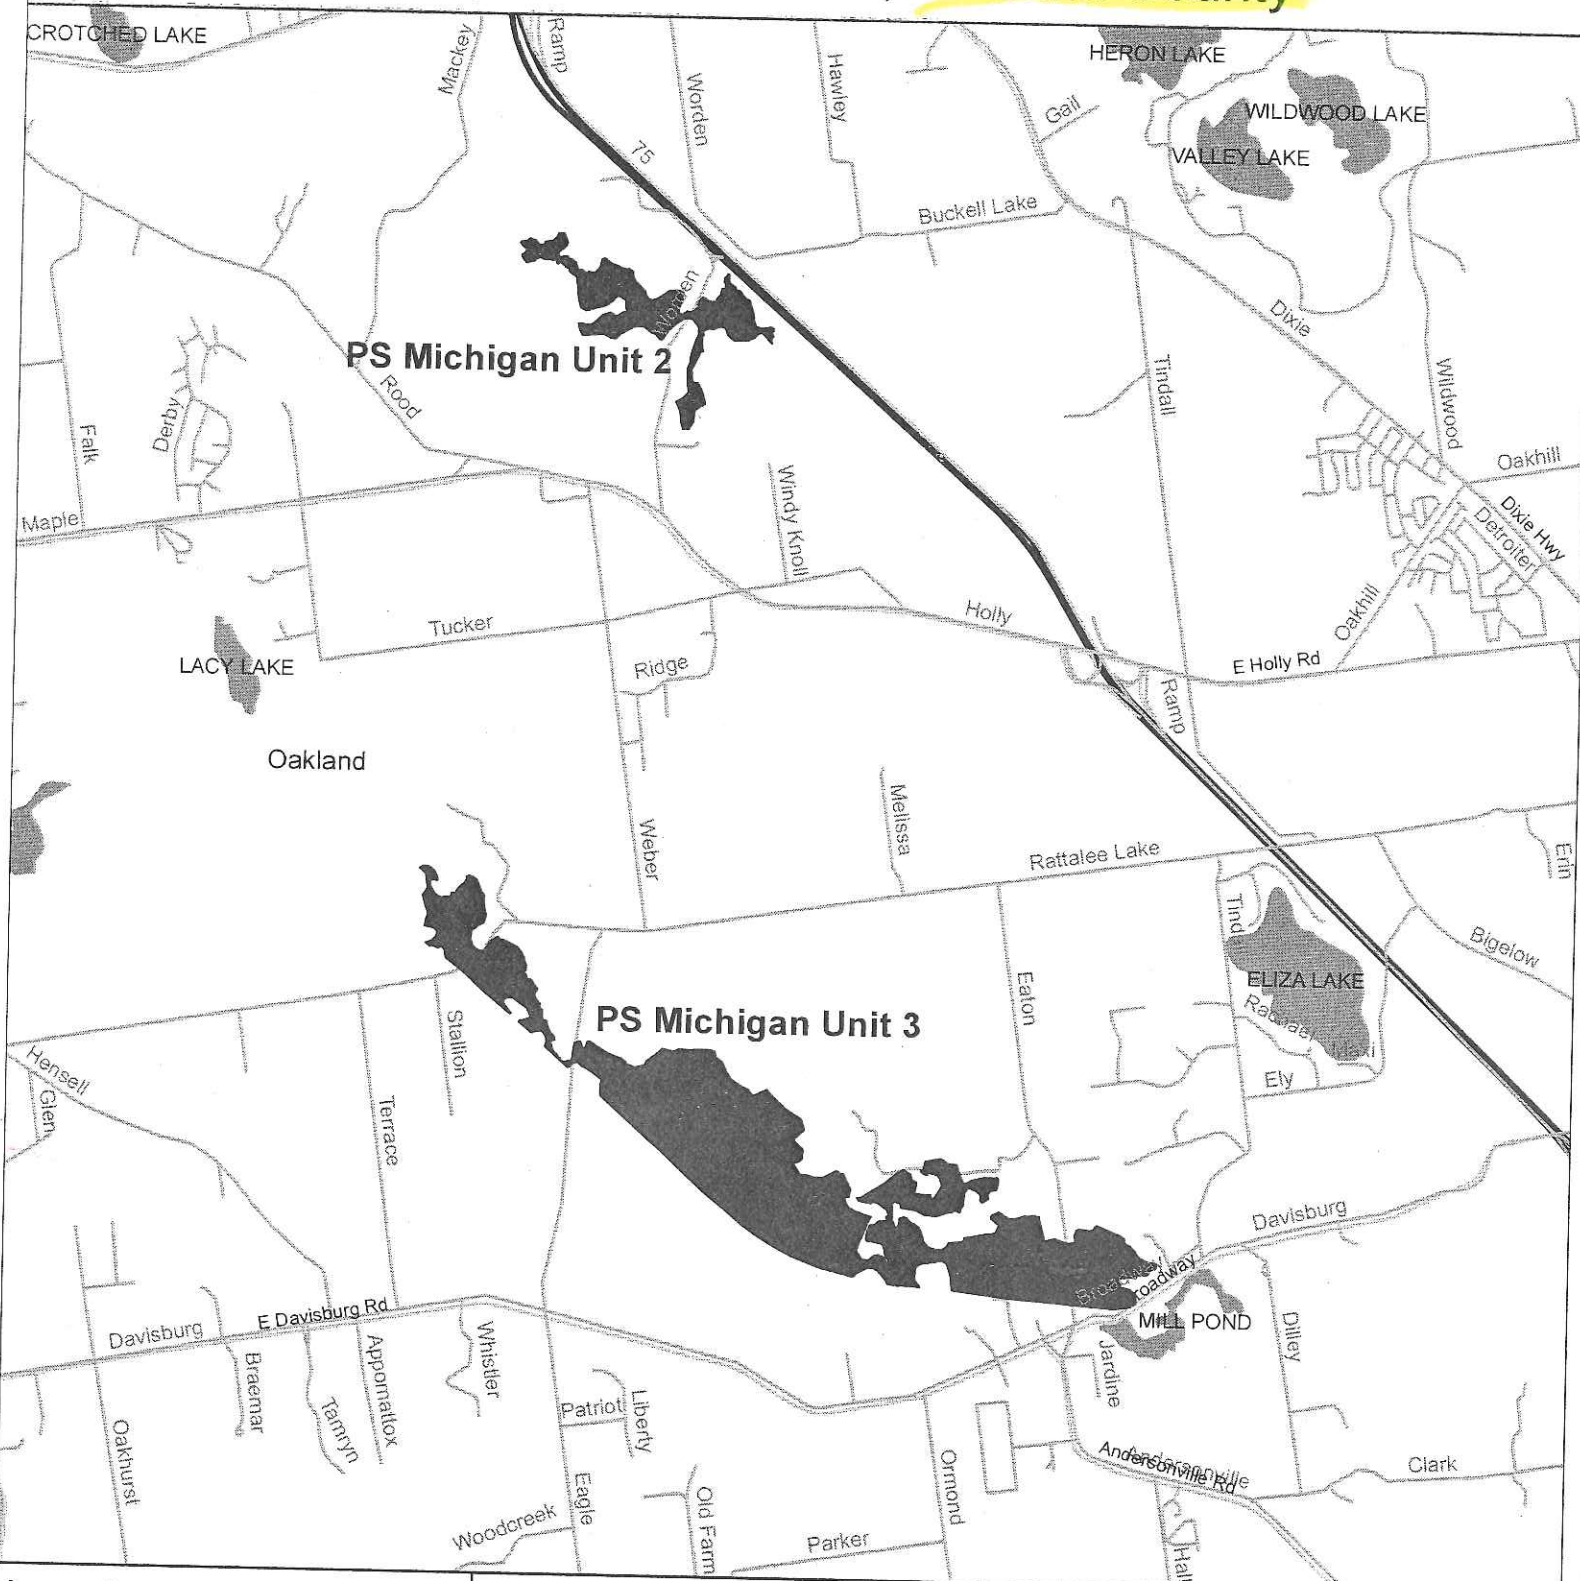 CROTCHED LAKE
Mackey
Ramp
Worden
Hawley
HERON LAKE
Gail
WILDWOOD LAKE
VALLEY LAKE
75
Buckell Lake
Worden
Dixie
PS Michigan Unit 2
Rood
Derby
Falk
Tindall
Wildwood
Oakhill
Maple
Windy Knoll
Dixie Hwy
Detroiter
Oakhill
Tucker
Holly
LACY LAKE
Ridge
E Holly Rd
Ramp
Oakland
Weber
Melissa
Rattalee Lake
Erin
Tind
Bigelow
ELIZA LAKE
Eaton
PS Michigan Unit 3
Stallion
Hensell
Glen
Terrace
Ely
Davisburg
Broadway
roadway
MILL POND
E Davisburg Rd
Davisburg
Braemar
Appomattox
Whistler
Tamryn
Patriot
Liberty
Jardine
Dilley
Oakhurst
Eagle
Old Farm
Ormond
Andersonville
Andersonville Rd
Clark
Woodcreek
Parker